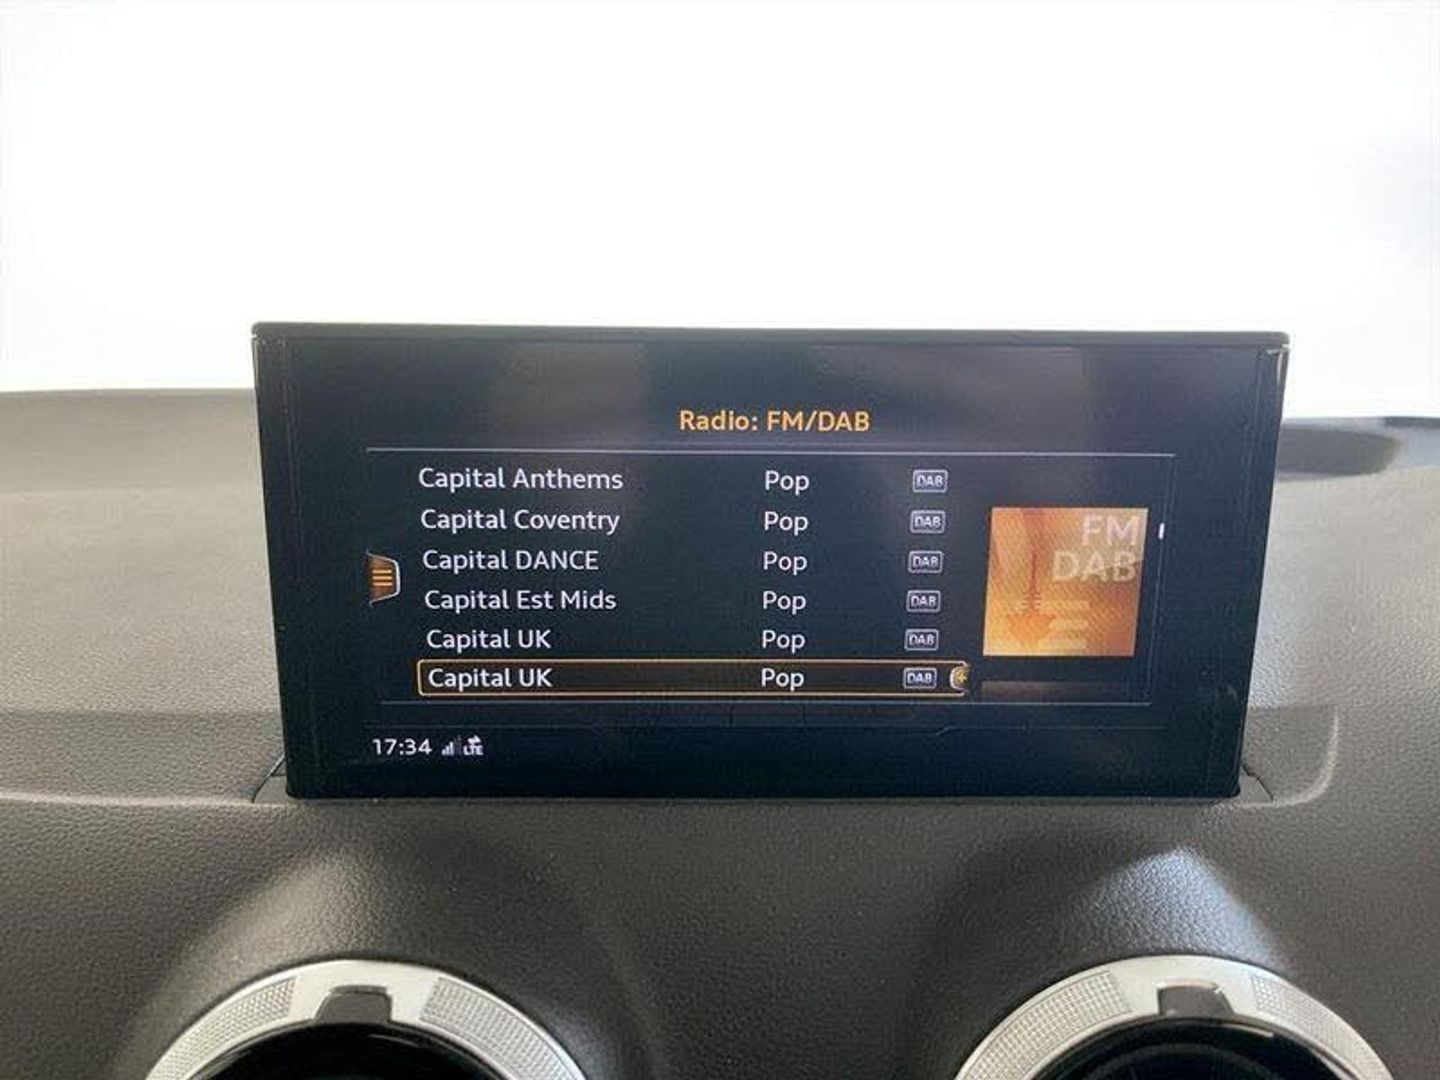 Radio: FM/DAB
Capital Anthems Pop DAB
Capital Coventry Pop DAB
Capital DANCE Pop DAB
Capital Est Mids Pop DAB
Capital UK Pop DAB
Capital UK Pop DAB
FM
DAB
17:34 LTE